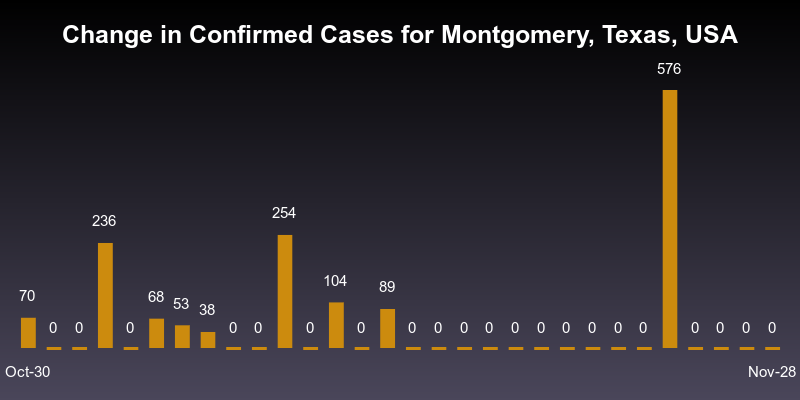 Change in Confirmed Cases for Montgomery, Texas, USA
70 0 0 236 0 68 53 38 0 0 254 0 104 0 89 0 0 0 0 0 0 0 0 0 0 576 0 0 0 0
Oct-30 Nov-28